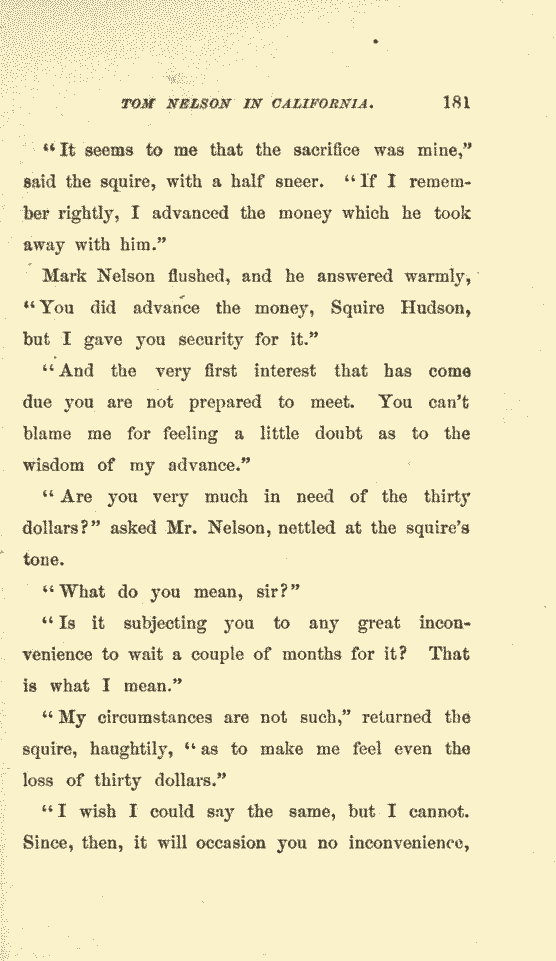 TOM NELSON IN CALIFORNIA. 181
“It seems to me that the sacrifice was mine,”
said the squire, with a half sneer. “If I remem-
ber rightly, I advanced the money which he took
away with him.”
Mark Nelson flushed, and he answered warmly,
“You did advance the money, Squire Hudson,
but I gave you security for it.”
“And the very first interest that has come
due you are not prepared to meet. You can’t
blame me for feeling a little doubt as to the
wisdom of my advance.”
“Are you very much in need of the thirty
dollars?” asked Mr. Nelson, nettled at the squire’s
tone.
“What do you mean, sir?”
“Is it subjecting you to any great incon-
venience to wait a couple of months for it? That
is what I mean.”
“My circumstances are not such,” returned the
squire, haughtily, “as to make me feel even the
loss of thirty dollars.”
“I wish I could say the same, but I cannot.
Since, then, it will occasion you no inconvenience,